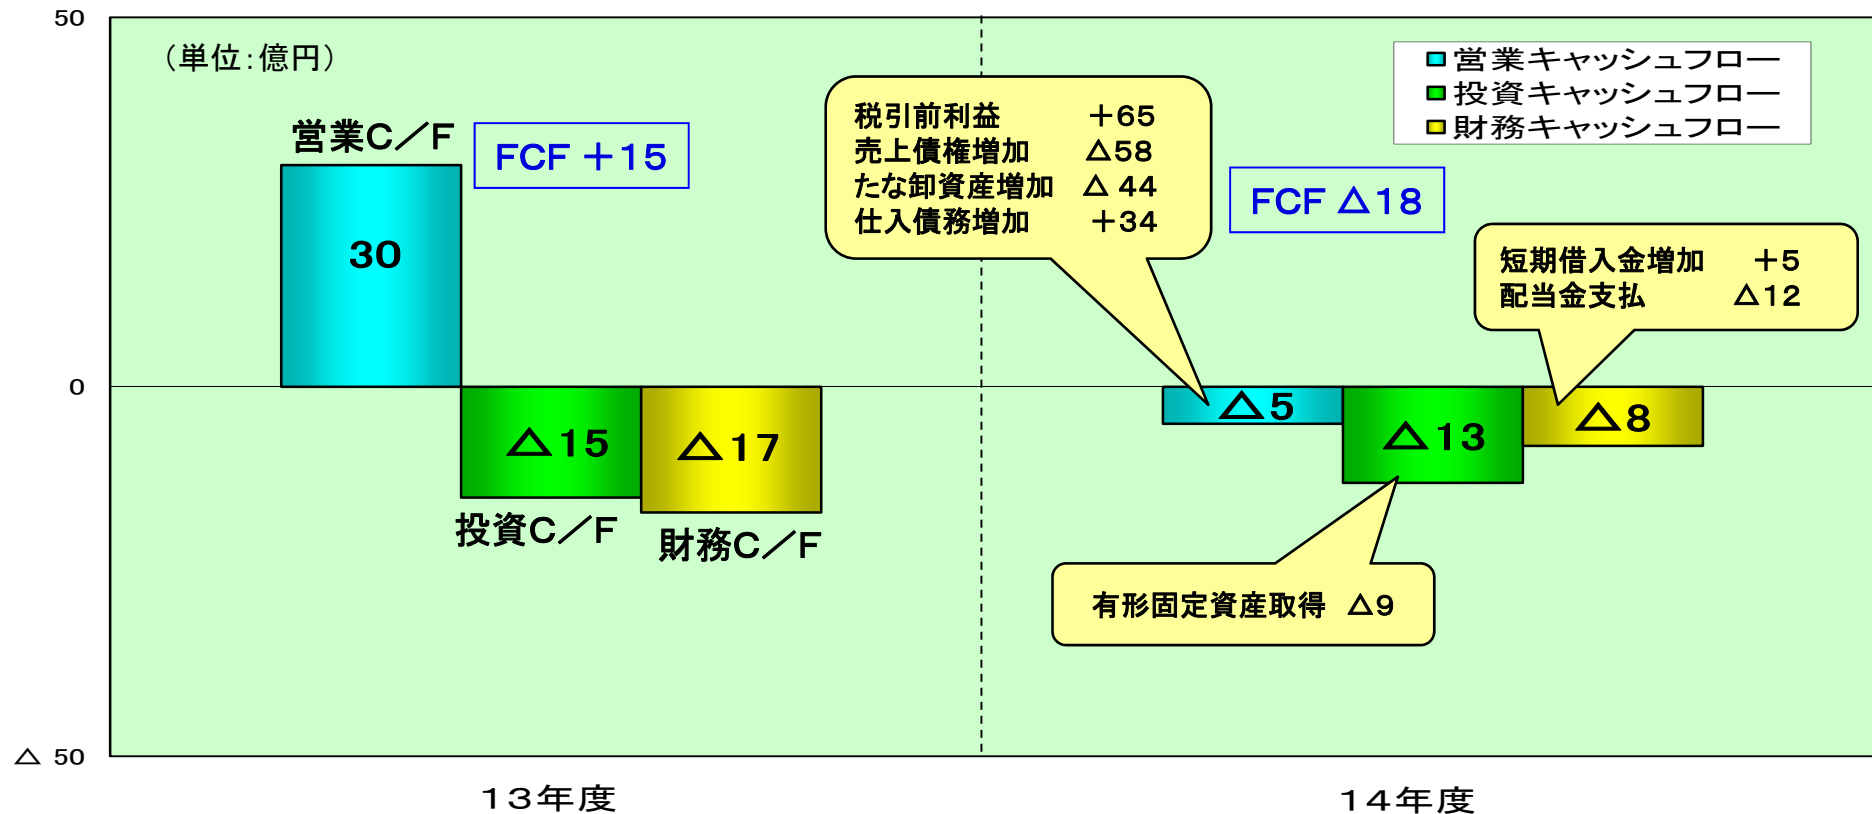 50
（単位：億円）
営業キャッシュフロー
投資キャッシュフロー
財務キャッシュフロー
営業C／F
FCF ＋15
税引前利益 ＋65
売上債権増加 △58
たな卸資産増加 △ 44
仕入債務増加 ＋34
FCF △18
短期借入金増加 ＋5
配当金支払 △12
30
0
△15
△17
△5
△13
△8
投資C／F
財務C／F
有形固定資産取得 △9
△ 50
１３年度
１４年度